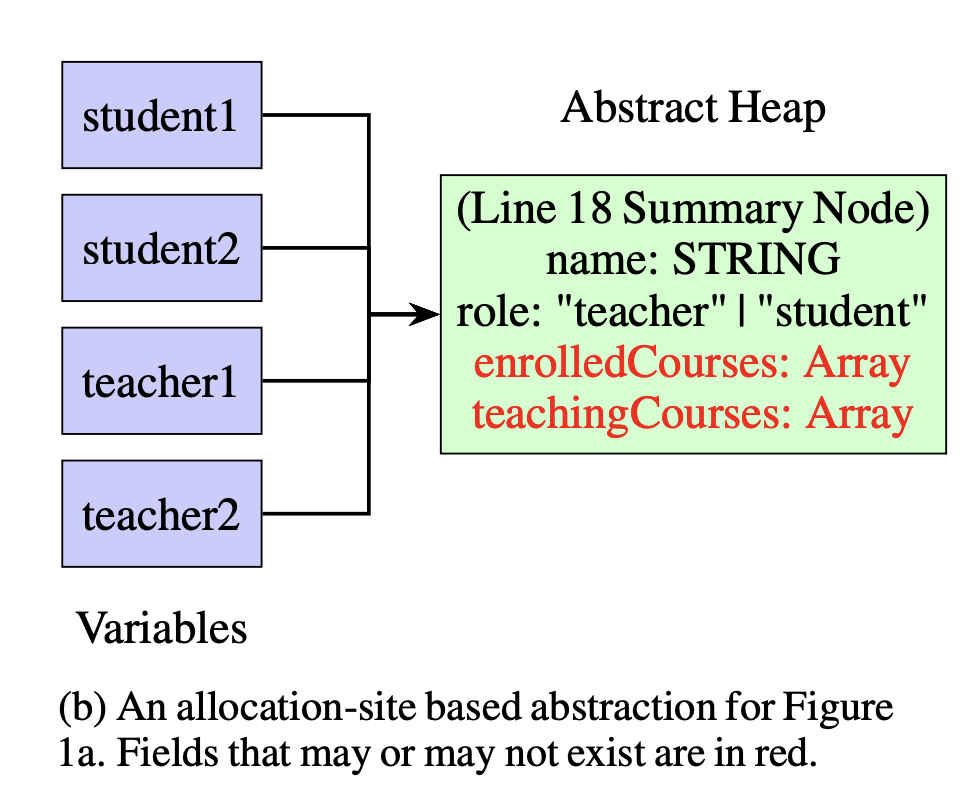 student1
student2
teacher1
teacher2
Variables
Abstract Heap
(Line 18 Summary Node)
name: STRING
role: "teacher" | "student"
enrolledCourses: Array
teachingCourses: Array
(b) An allocation-site based abstraction for Figure
1a. Fields that may or may not exist are in red.